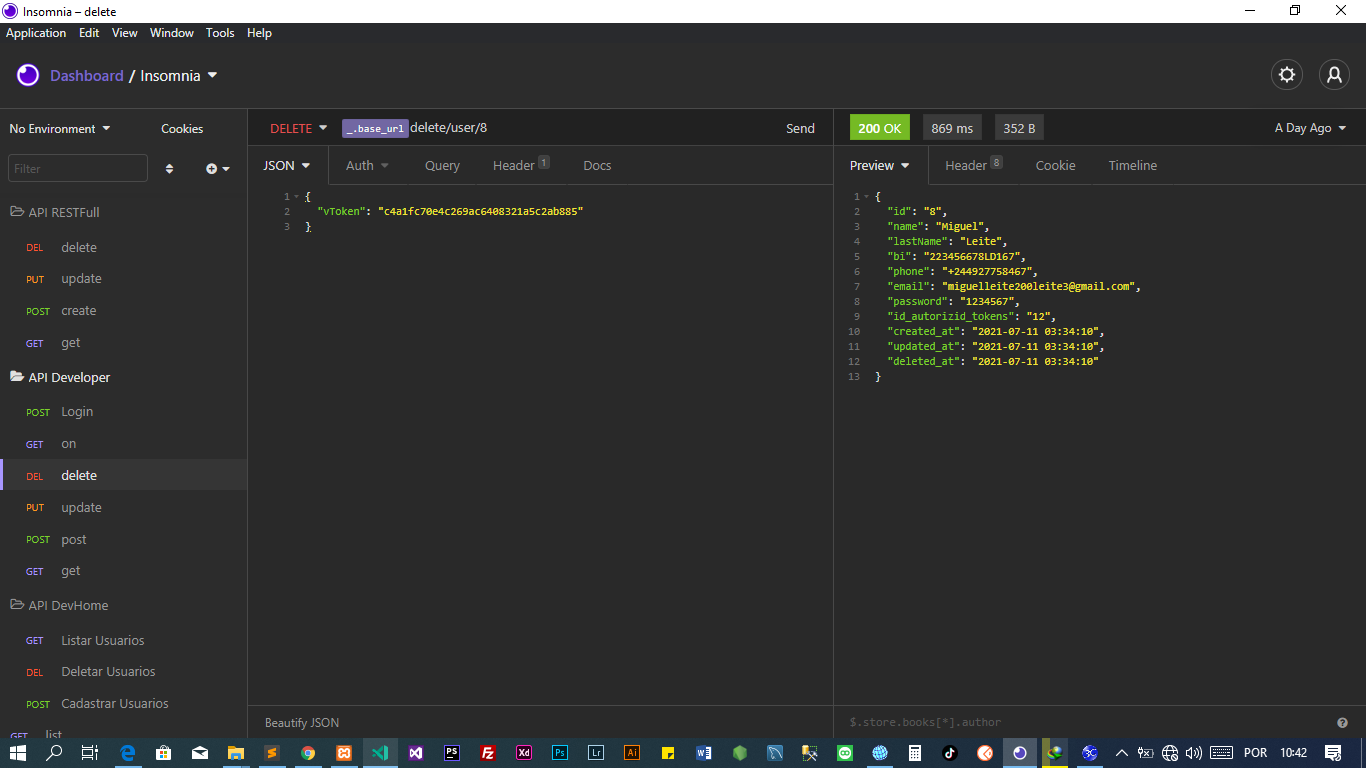 Insomnia – delete
Application Edit View Window Tools Help
Dashboard / Insomnia
No Environment Cookies
DELETE _.base_url delete/user/8 Send
200 OK 869 ms 352 B A Day Ago
Filter
JSON Auth Query Header 1 Docs
Preview Header 8 Cookie Timeline
API RESTFull
DEL delete
PUT update
POST create
GET get
API Developer
POST Login
GET on
DEL delete
PUT update
POST post
GET get
API DevHome
GET Listar Usuarios
DEL Deletar Usuarios
POST Cadastrar Usuarios
GET list
1 {
2 "vToken": "c4a1fc70e4c269ac6408321a5c2ab885"
3 }
Beautify JSON
1 {
2 "id": "8",
3 "name": "Miguel",
4 "lastName": "Leite",
5 "bi": "223456678LD167",
6 "phone": "+244927758467",
7 "email": "miguelleite200leite3@gmail.com",
8 "password": "1234567",
9 "id_autorizid_tokens": "12",
10 "created_at": "2021-07-11 03:34:10",
11 "updated_at": "2021-07-11 03:34:10",
12 "deleted_at": "2021-07-11 03:34:10"
13 }
$.store.books[*].author
PS FZ Xd Ps Lr Ai W POR 10:42